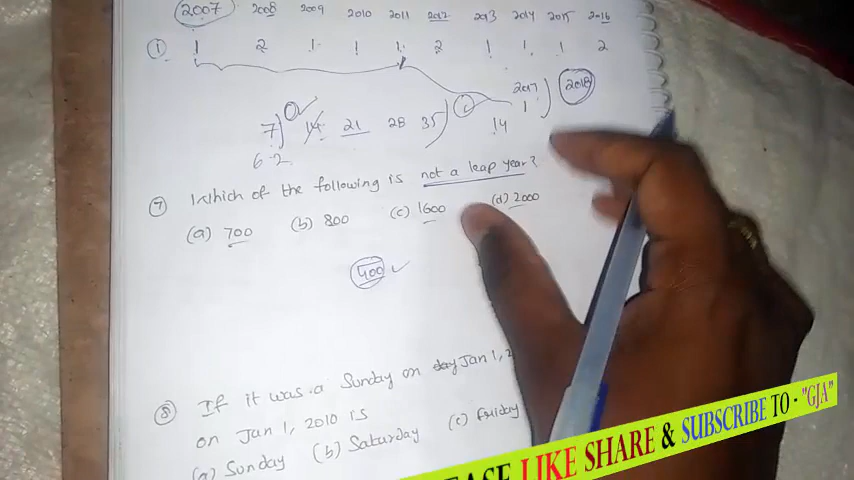 2007 2008 2009 2010 2011 2012 2013 2014 2015 2016
① 1 2 1 1 1 2 1 1 1 2
2017 2018
7 14 21 28 35 1
6-2 14
⑦ Which of the following is not a leap year?
(a) 700 (b) 800 (c) 1600 (d) 2000
400
⑧ If it was a Sunday on Jan 1, 2
on Jan 1, 2010 is
(a) Sunday (b) Saturday (c) Friday
LIKE SHARE & SUBSCRIBE TO - "GJA"